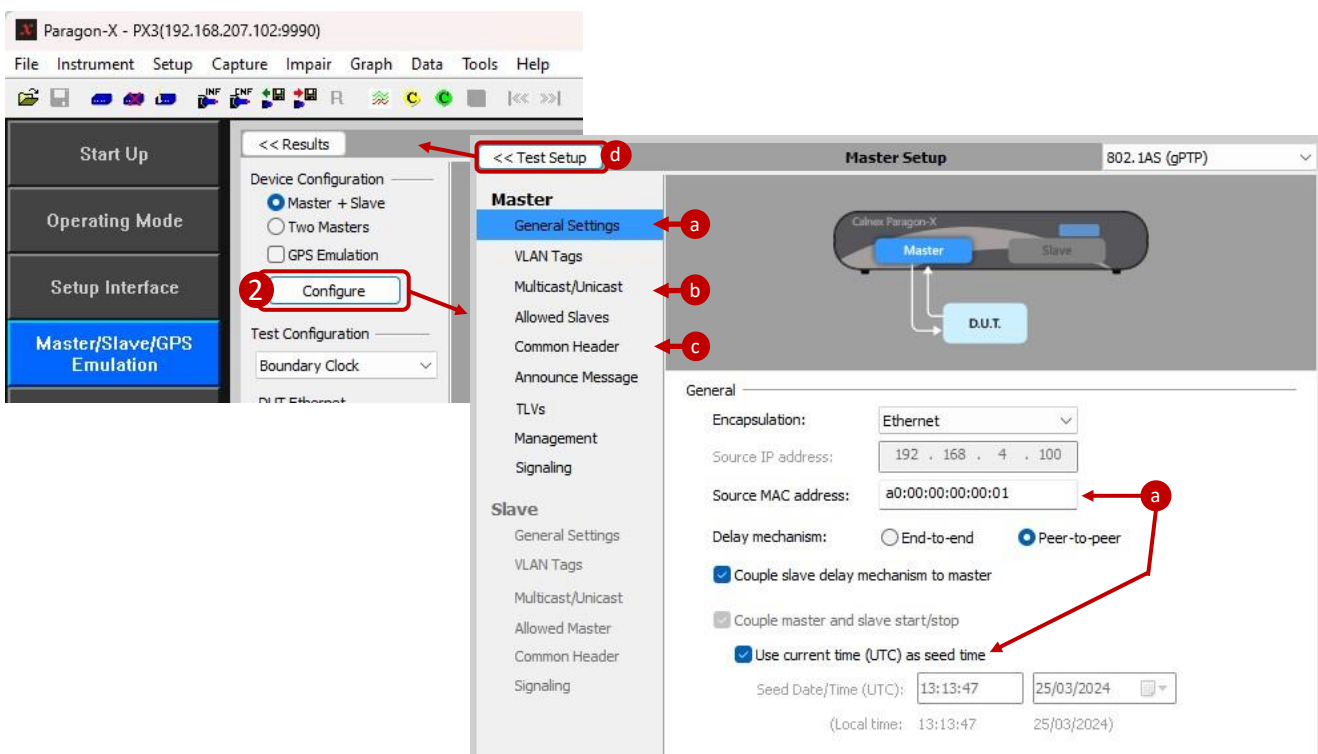 Paragon-X - PX3(192.168.207.102:9990)
File Instrument Setup Capture Impair Graph Data Tools Help
INF CNF R C C
Start Up
Operating Mode
Setup Interface
Master/Slave/GPS
Emulation
<< Results
Device Configuration
Master + Slave
Two Masters
GPS Emulation
2 Configure
Test Configuration
Boundary Clock
DUT Ethernet
<< Test Setup d Master Setup 802.1AS (gPTP)
Master
General Settings a
VLAN Tags
Multicast/Unicast b
Allowed Slaves
Common Header c
Announce Message
TLVs
Management
Signaling
Slave
General Settings
VLAN Tags
Multicast/Unicast
Allowed Master
Common Header
Signaling
Calnex Paragon-X
Master Slave
D.U.T.
General
Encapsulation: Ethernet
Source IP address: 192 . 168 . 4 . 100
Source MAC address: a0:00:00:00:00:01 a
Delay mechanism: End-to-end Peer-to-peer
Couple slave delay mechanism to master
Couple master and slave start/stop
Use current time (UTC) as seed time
Seed Date/Time (UTC): 13:13:47 25/03/2024
(Local time: 13:13:47 25/03/2024)